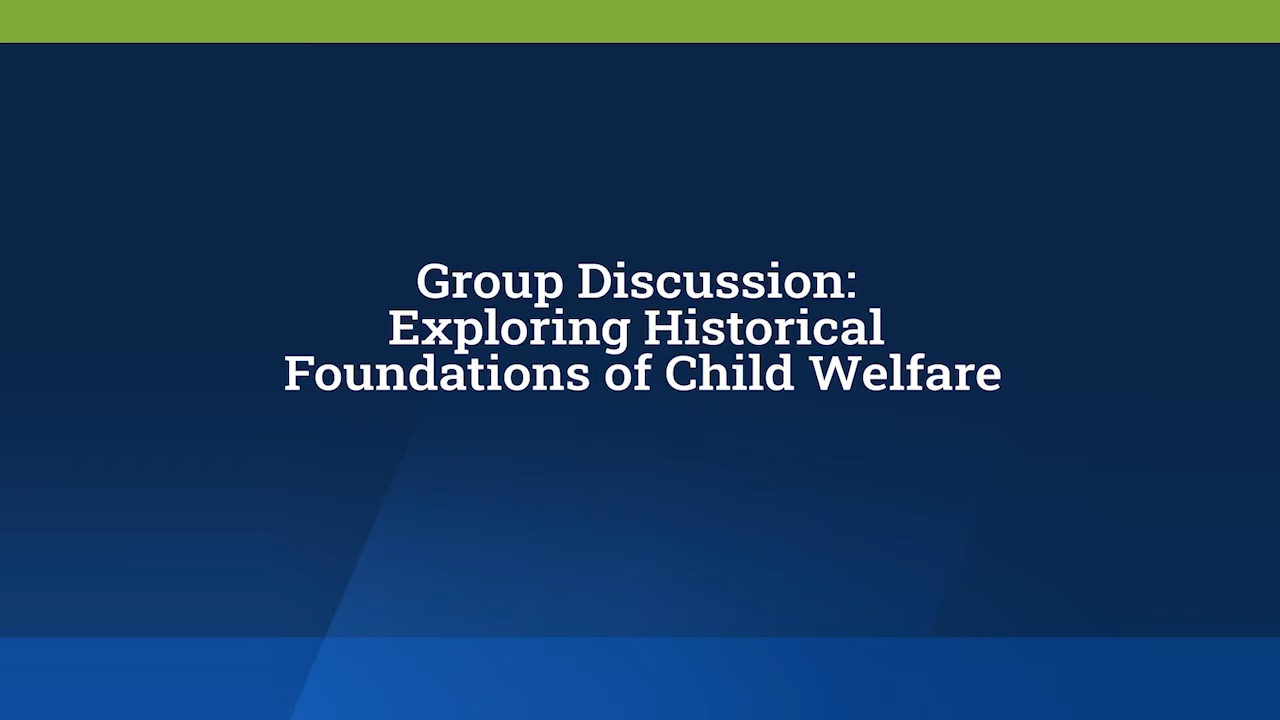 Group Discussion:
Exploring Historical
Foundations of Child Welfare